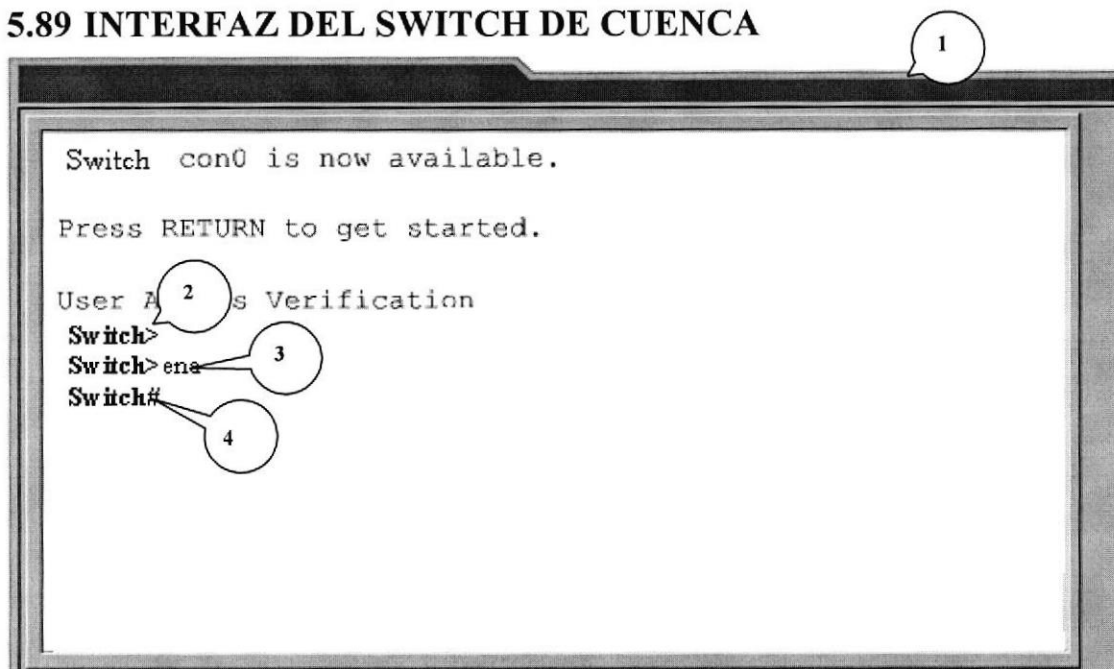 5.89 INTERFAZ DEL SWITCH DE CUENCA
1
Switch con0 is now available.
Press RETURN to get started.
User A s Verification
2
Switch>
Switch>ena
3
Switch#
4